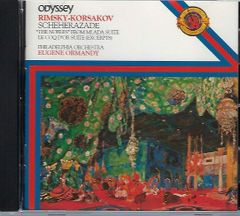 odyssey
RIMSKY-KORSAKOV
SCHEHERAZADE
"THE NOBLES" FROM MLADA SUITE
LE COQ D'OR SUITE (EXCERPTS)
PHILADELPHIA ORCHESTRA
EUGENE ORMANDY